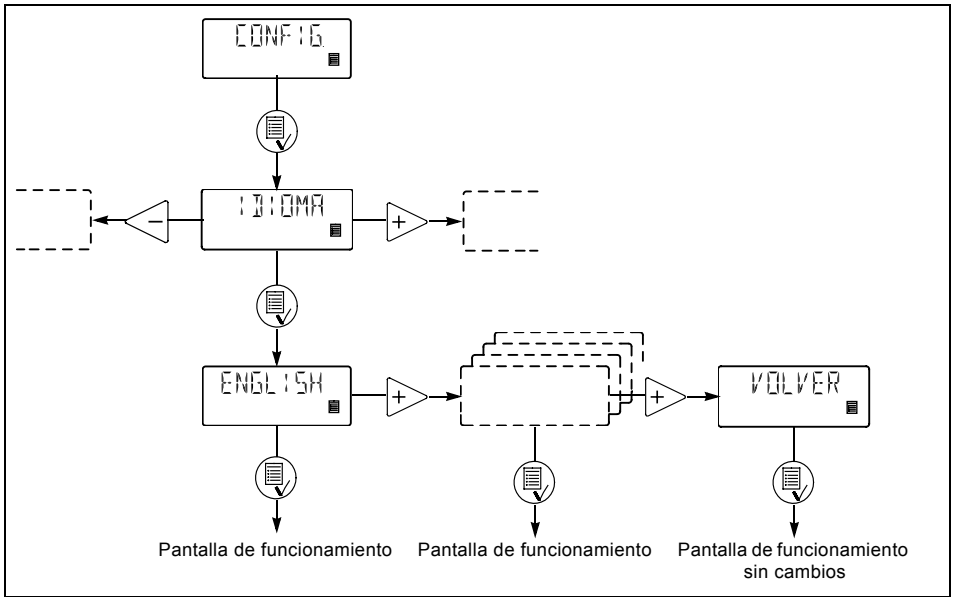 CONFIG.
−
IDIOMA
+
ENGLISH
+
+
VOLVER
Pantalla de funcionamiento
Pantalla de funcionamiento
Pantalla de funcionamiento
sin cambios